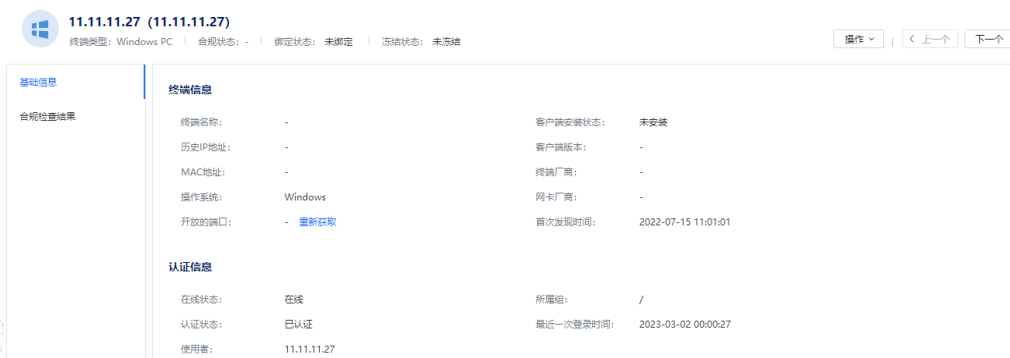 11.11.11.27（11.11.11.27）
终端类型：Windows PC 合规状态：- 绑定状态：未绑定 冻结状态：未冻结
操作 上一个 下一个
基础信息
合规检查结果
终端信息
终端名称： - 客户端安装状态： 未安装
历史IP地址： - 客户端版本： -
MAC地址： - 终端厂商： -
操作系统： Windows 网卡厂商： -
开放的端口： - 重新获取 首次发现时间： 2022-07-15 11:01:01
认证信息
在线状态： 在线 所属组： /
认证状态： 已认证 最近一次登录时间： 2023-03-02 00:00:27
使用者： 11.11.11.27